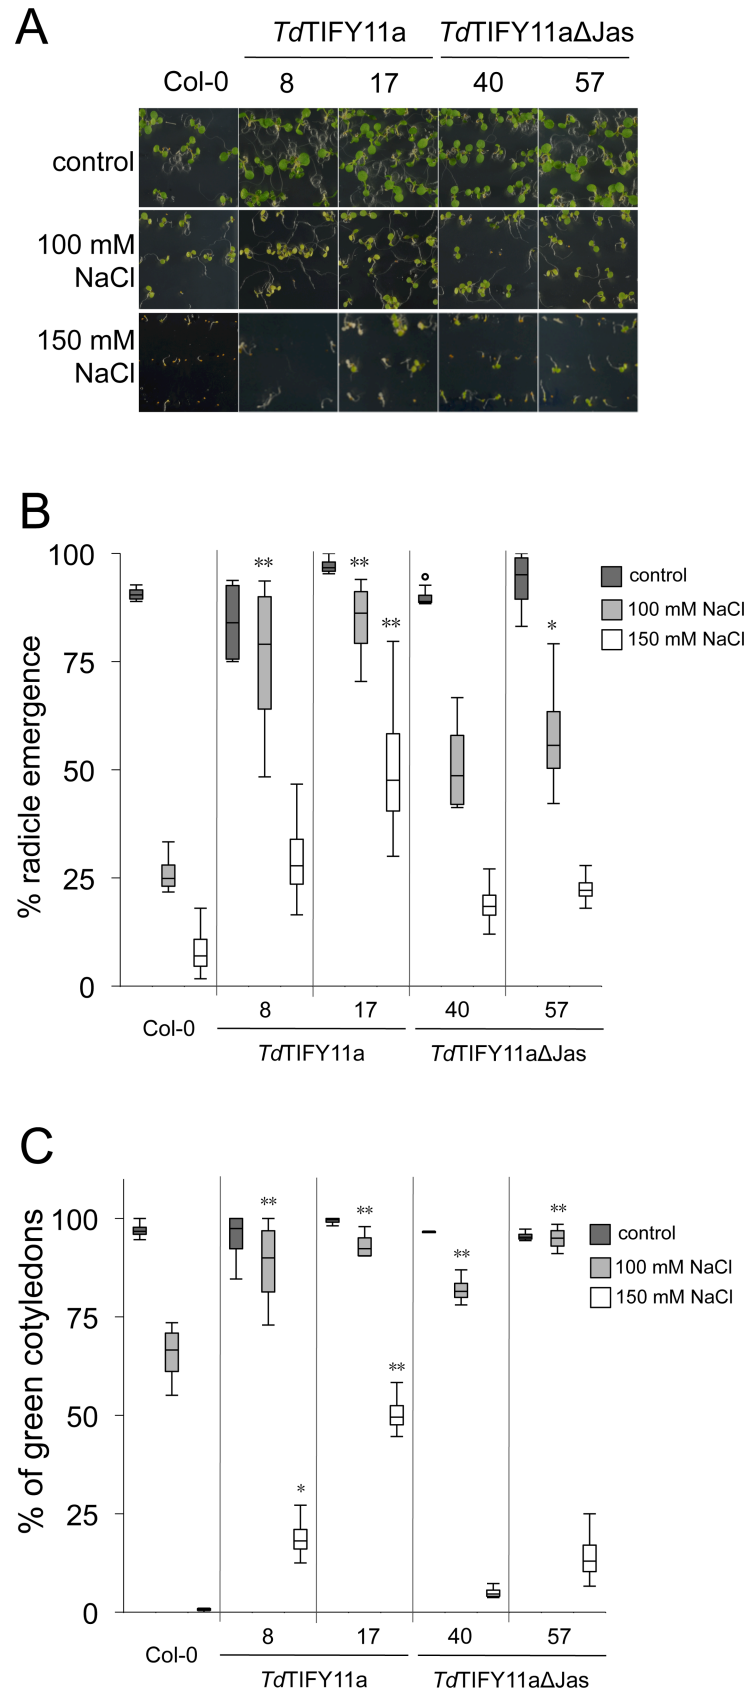 A
TdTIFY11a TdTIFY11aΔJas
Col-0 8 17 40 57
control
100 mM
NaCl
150 mM
NaCl
B
% radicle emergence
100
75
50
25
0
** ** ** *
control
100 mM NaCl
150 mM NaCl
Col-0 8 17 40 57
TdTIFY11a TdTIFY11aΔJas
C
% of green cotyledons
100
75
50
25
0
** ** ** **
** *
control
100 mM NaCl
150 mM NaCl
Col-0 8 17 40 57
TdTIFY11a TdTIFY11aΔJas